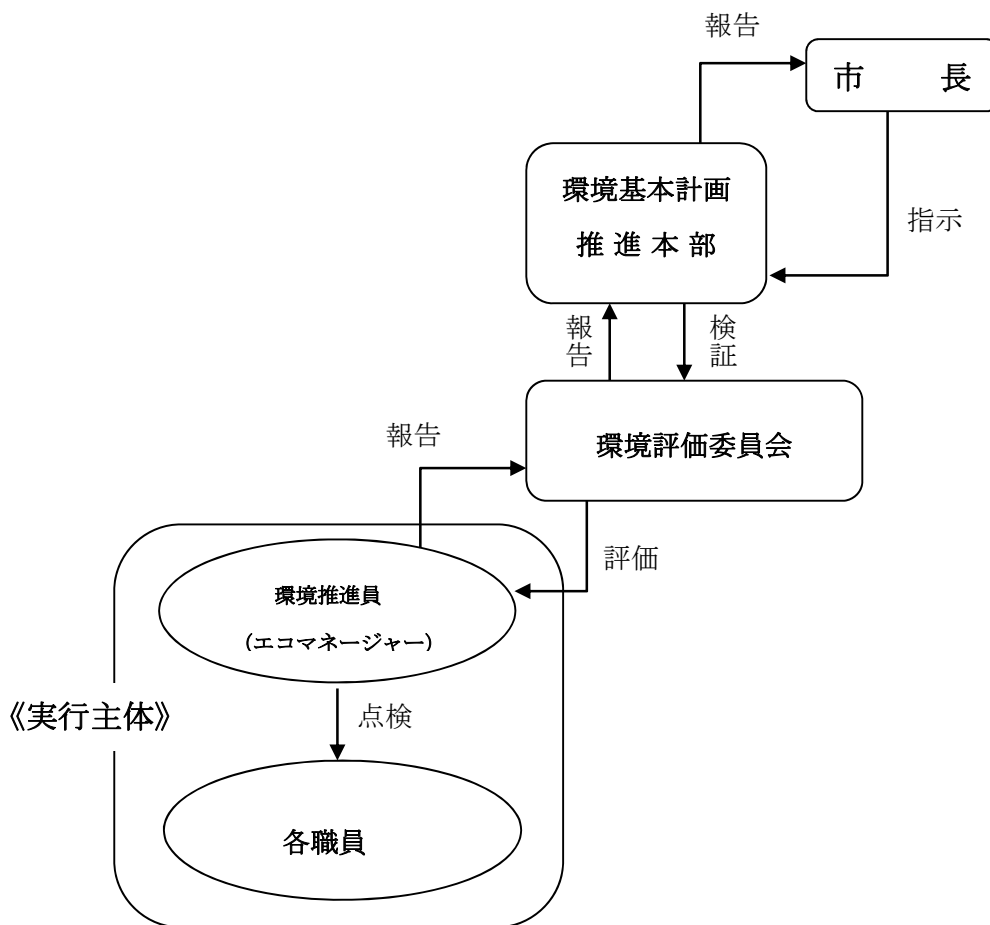 報告
市　長
環境基本計画
推進本部
指示
報告
検証
環境評価委員会
報告
評価
環境推進員
（エコマネージャー）
《実行主体》
点検
各職員